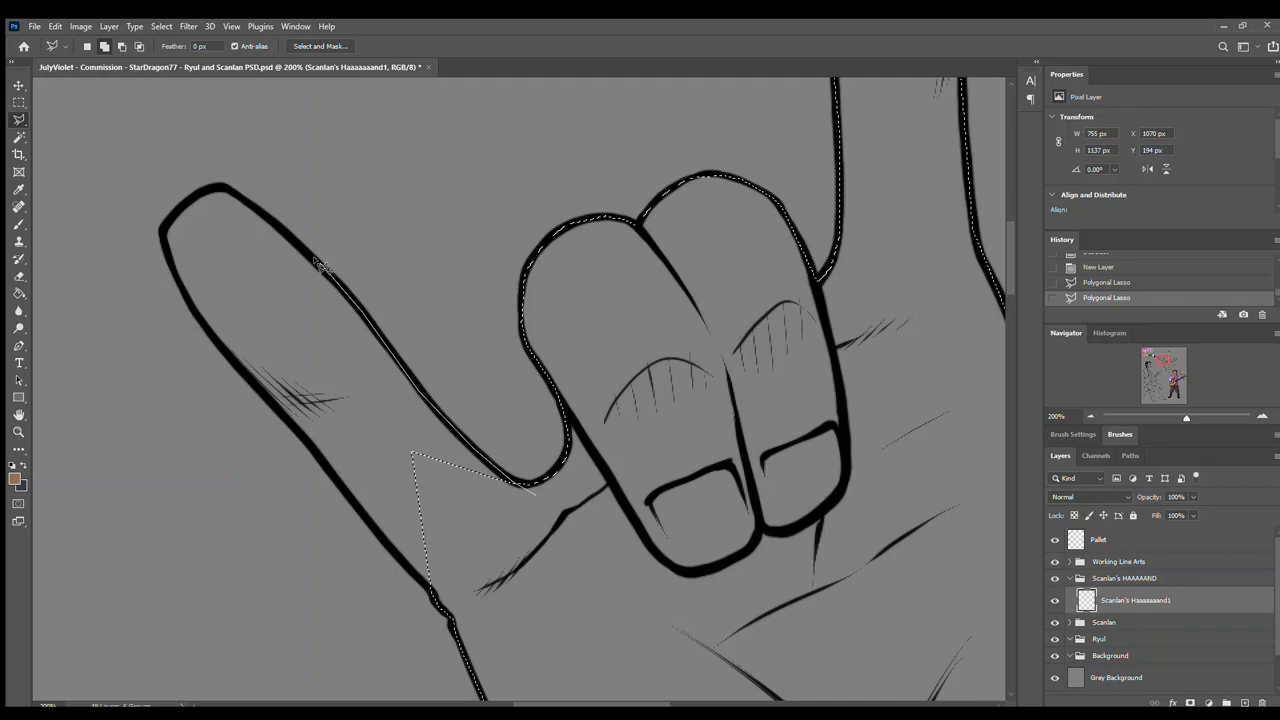 Ps File Edit Image Layer Type Select Filter 3D View Plugins Window Help
Feather: 0 px Anti-alias Select and Mask...
JulyViolet - Commission - StarDragon77 - Ryul and Scanlan PSD.psd @ 200% (Scanlan's Haaaaaaand1, RGB/8) *
Properties
Pixel Layer
Transform
W 755 px X 1070 px
H 1137 px Y 194 px
0.00°
Align and Distribute
Align:
History
New Layer
Polygonal Lasso
Polygonal Lasso
Navigator Histogram
200%
Brush Settings Brushes
Layers Channels Paths
Kind
Normal Opacity: 100%
Lock: Fill: 100%
Pallet
Working Line Arts
Scanlan's HAAAAAND
Scanlan's Haaaaaaand1
Scanlan
Ryul
Background
Grey Background
fx